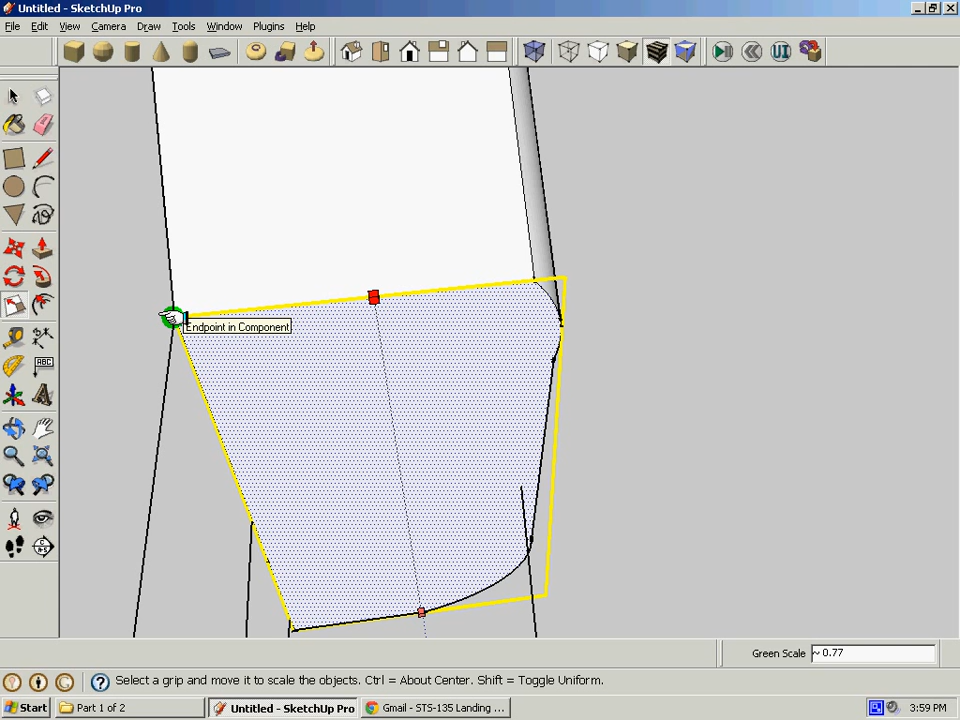 Untitled - SketchUp Pro
File Edit View Camera Draw Tools Window Plugins Help
UI
ABC
Endpoint in Component
Green Scale ~ 0.77
Select a grip and move it to scale the objects. Ctrl = About Center. Shift = Toggle Uniform.
Start Part 1 of 2 Untitled - SketchUp Pro Gmail - STS-135 Landing ... 3:59 PM